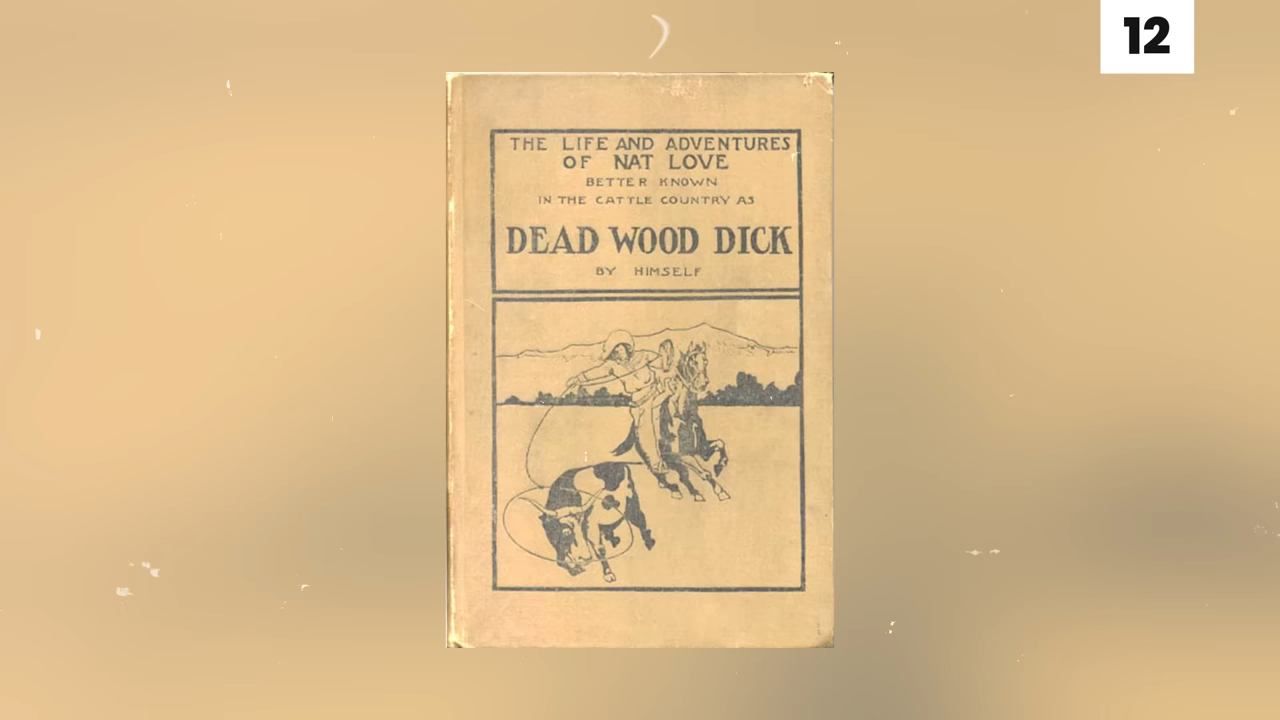 12
THE LIFE AND ADVENTURES
OF NAT LOVE
BETTER KNOWN
IN THE CATTLE COUNTRY AS
DEAD WOOD DICK
BY HIMSELF